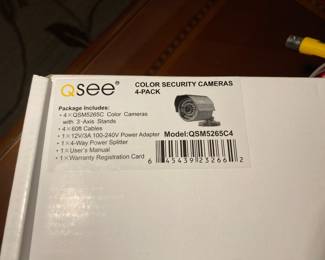 Qsee®
COLOR SECURITY CAMERAS
4-PACK
Package Includes:
• 4×QSM5265C Color Cameras
with 3-Axis Stands
• 4×60ft Cables
• 1×12V/3A 100-240V Power Adapter
• 1×4-Way Power Splitter
• 1×User's Manual
• 1×Warranty Registration Card
Model:QSM5265C4
6 45439 23266 2